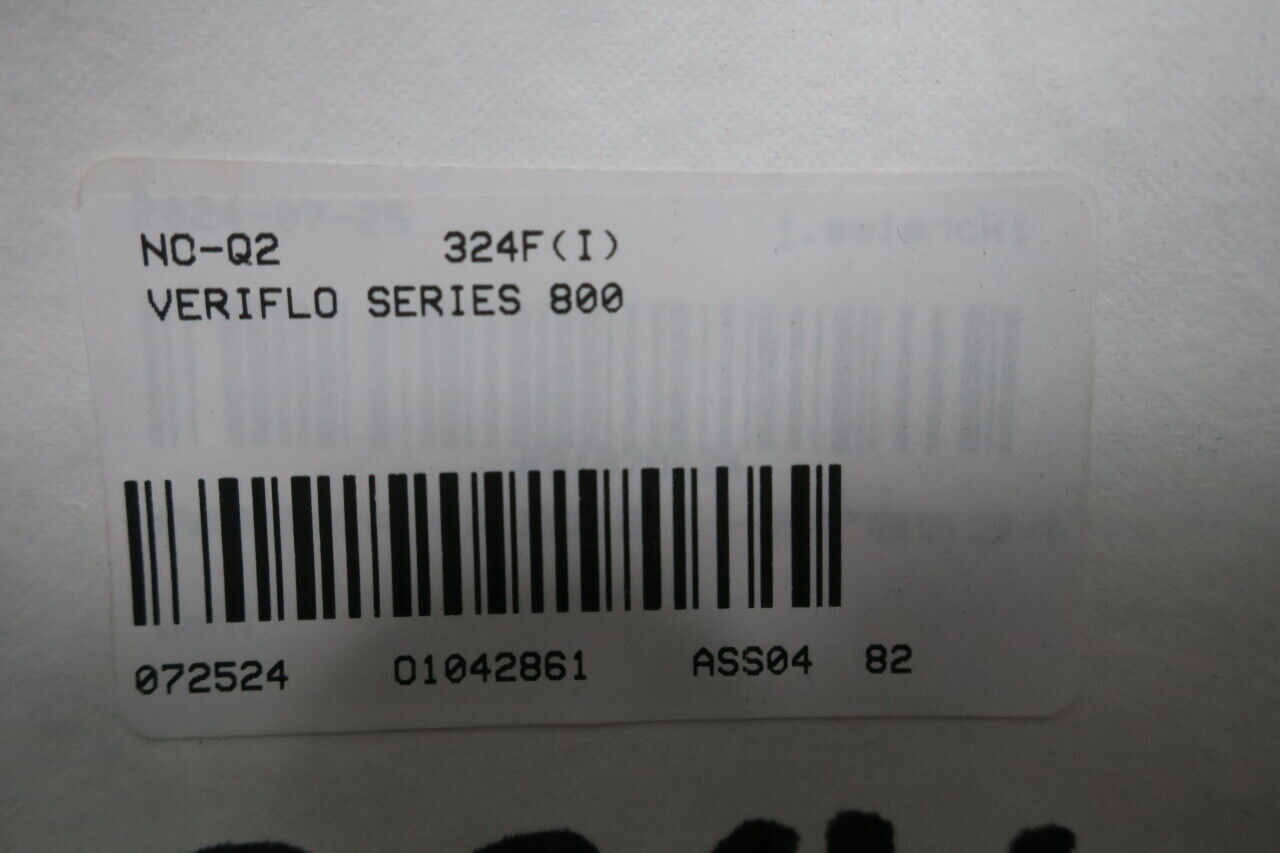 NC-Q2 324F(I)
VERIFLO SERIES 800
072524 01042861 ASS04 82